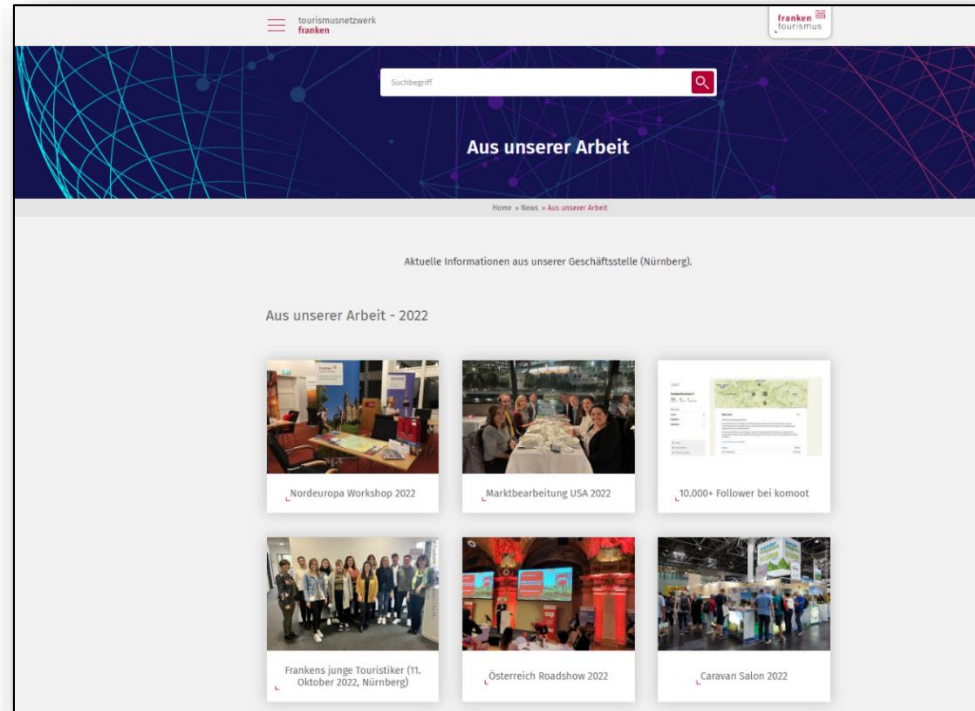 tourismusnetzwerk
franken
franken
tourismus
Suchbegriff
Aus unserer Arbeit
Home » News » Aus unserer Arbeit
Aktuelle Informationen aus unserer Geschäftsstelle (Nürnberg).
Aus unserer Arbeit - 2022
Nordeuropa Workshop 2022
Marktbearbeitung USA 2022
10.000+ Follower bei komoot
Frankens junge Touristiker (11.
Oktober 2022, Nürnberg)
Österreich Roadshow 2022
Caravan Salon 2022